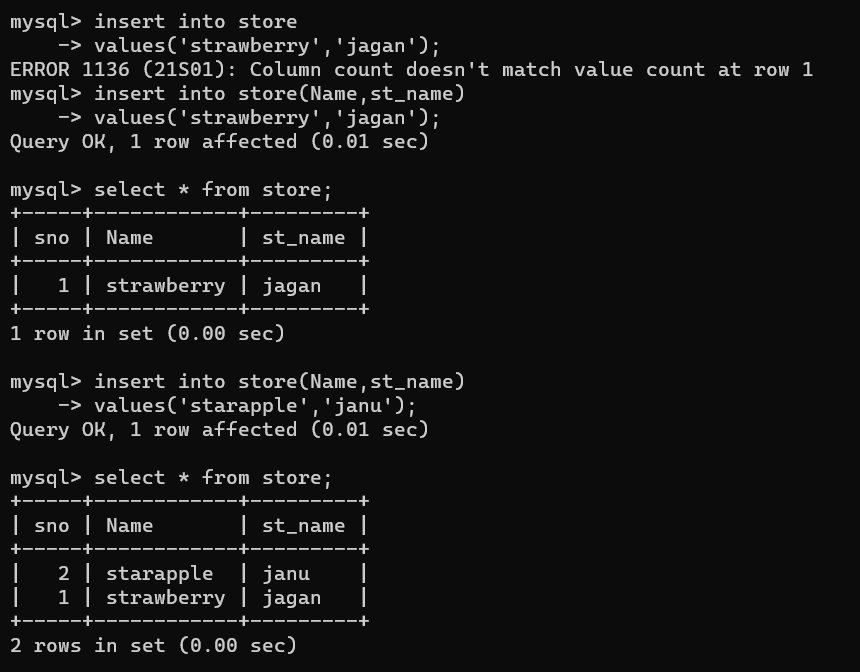 mysql> insert into store
    -> values('strawberry','jagan');
ERROR 1136 (21S01): Column count doesn't match value count at row 1
mysql> insert into store(Name,st_name)
    -> values('strawberry','jagan');
Query OK, 1 row affected (0.01 sec)

mysql> select * from store;
+-----+------------+---------+
| sno | Name       | st_name |
+-----+------------+---------+
|   1 | strawberry | jagan   |
+-----+------------+---------+
1 row in set (0.00 sec)

mysql> insert into store(Name,st_name)
    -> values('starapple','janu');
Query OK, 1 row affected (0.01 sec)

mysql> select * from store;
+-----+------------+---------+
| sno | Name       | st_name |
+-----+------------+---------+
|   2 | starapple  | janu    |
|   1 | strawberry | jagan   |
+-----+------------+---------+
2 rows in set (0.00 sec)